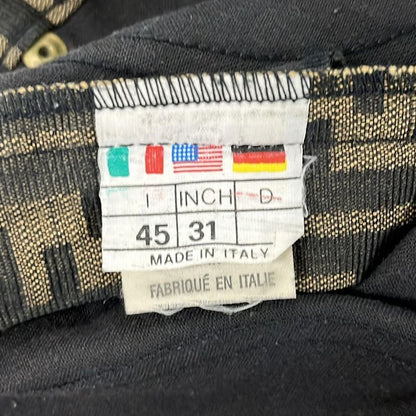 I INCH D
45 31
MADE IN ITALY
FABRIQUÉ EN ITALIE